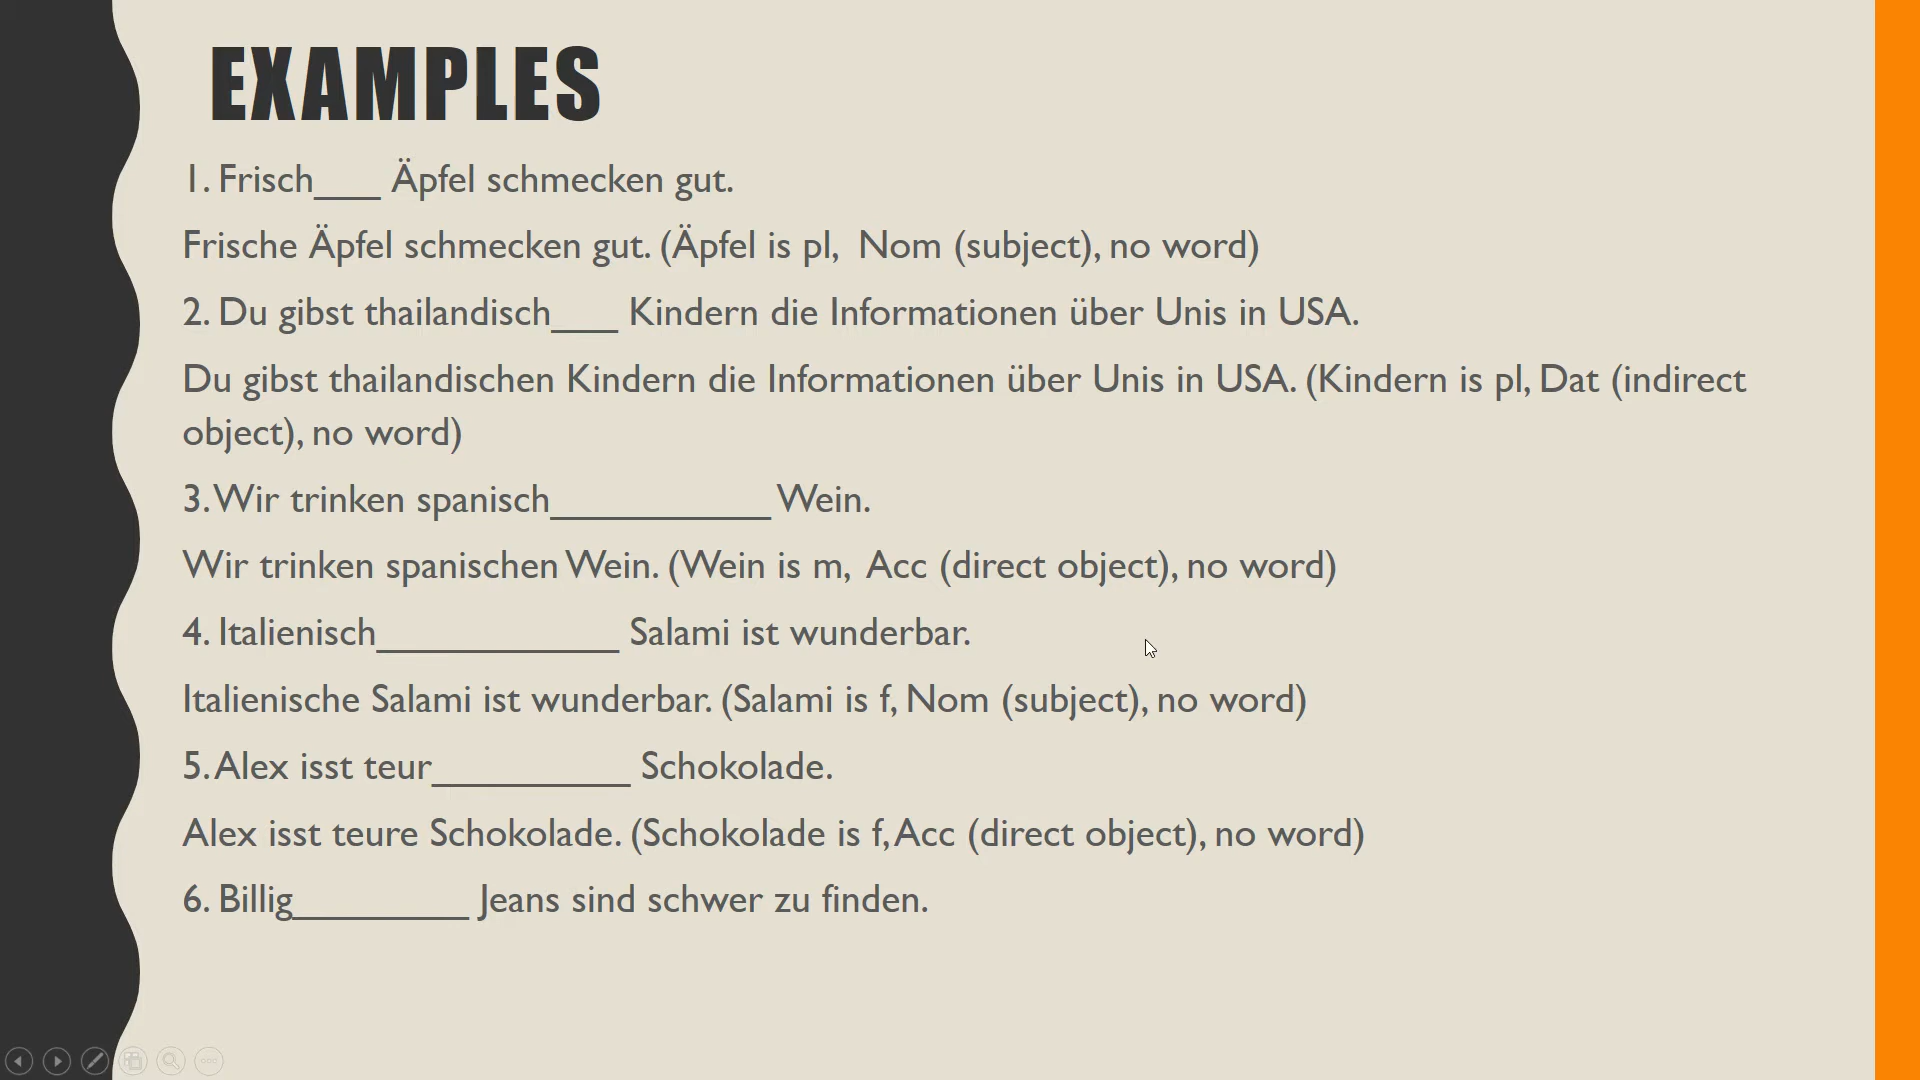 EXAMPLES
1. Frisch___ Äpfel schmecken gut.
Frische Äpfel schmecken gut. (Äpfel is pl, Nom (subject), no word)
2. Du gibst thailandisch___ Kindern die Informationen über Unis in USA.
Du gibst thailandischen Kindern die Informationen über Unis in USA. (Kindern is pl, Dat (indirect
object), no word)
3. Wir trinken spanisch__________ Wein.
Wir trinken spanischen Wein. (Wein is m, Acc (direct object), no word)
4. Italienisch___________ Salami ist wunderbar.
Italienische Salami ist wunderbar. (Salami is f, Nom (subject), no word)
5. Alex isst teur_________ Schokolade.
Alex isst teure Schokolade. (Schokolade is f, Acc (direct object), no word)
6. Billig________ Jeans sind schwer zu finden.